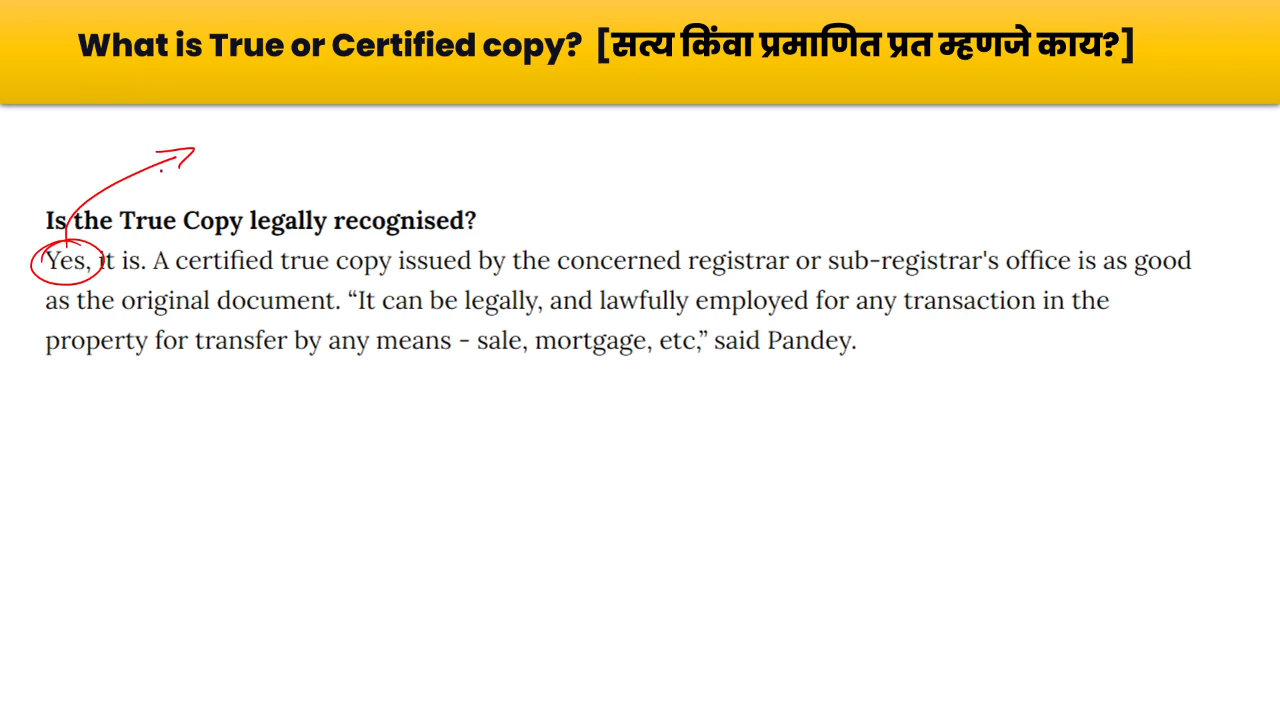 What is True or Certified copy? [सत्य किंवा प्रमाणित प्रत म्हणजे काय?]
Is the True Copy legally recognised?
Yes, it is. A certified true copy issued by the concerned registrar or sub-registrar's office is as good
as the original document. “It can be legally, and lawfully employed for any transaction in the
property for transfer by any means - sale, mortgage, etc,” said Pandey.